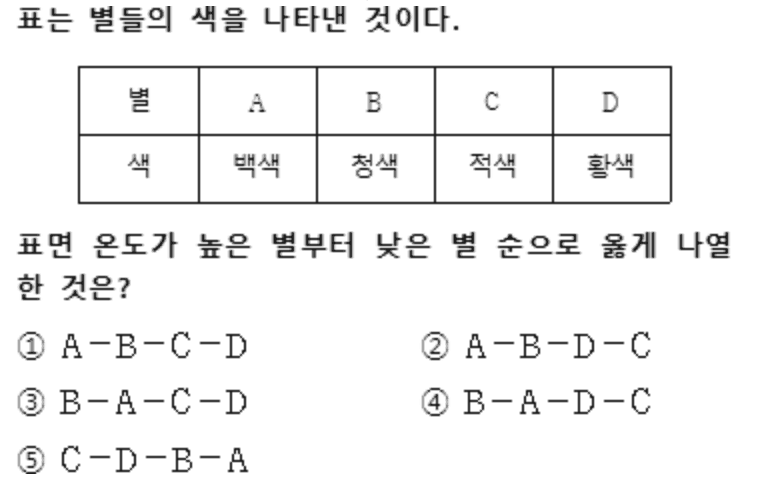 표는 별들의 색을 나타낸 것이다.
별 A B C D
색 백색 청색 적색 황색
표면 온도가 높은 별부터 낮은 별 순으로 옳게 나열
한 것은?
① A－B－C－D ② A－B－D－C
③ B－A－C－D ④ B－A－D－C
⑤ C－D－B－A